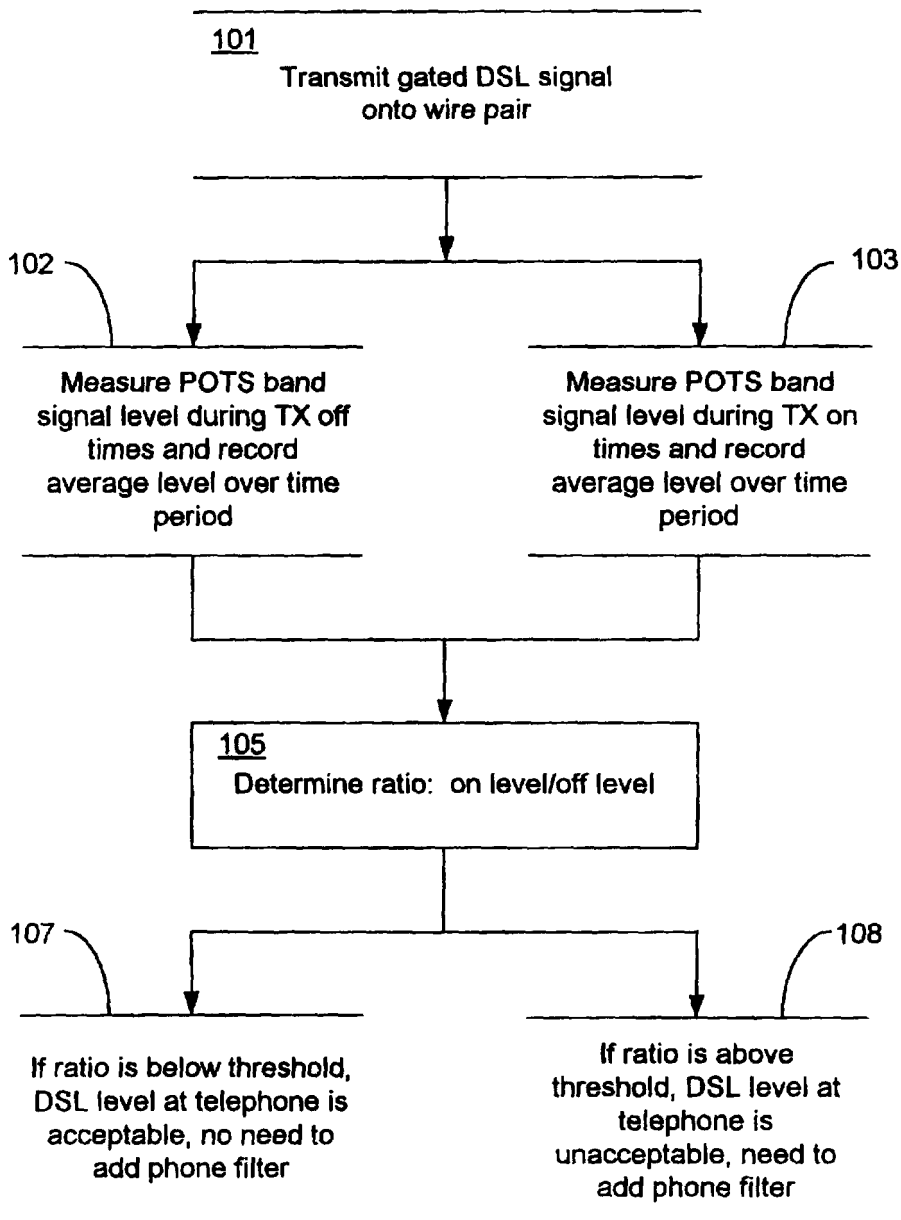 101
Transmit gated DSL signal
onto wire pair
102
103
Measure POTS band
signal level during TX off
times and record
average level over time
period
Measure POTS band
signal level during TX on
times and record
average level over time
period
105
Determine ratio: on level/off level
107
108
If ratio is below threshold,
DSL level at telephone is
acceptable, no need to
add phone filter
If ratio is above
threshold, DSL level at
telephone is
unacceptable, need to
add phone filter